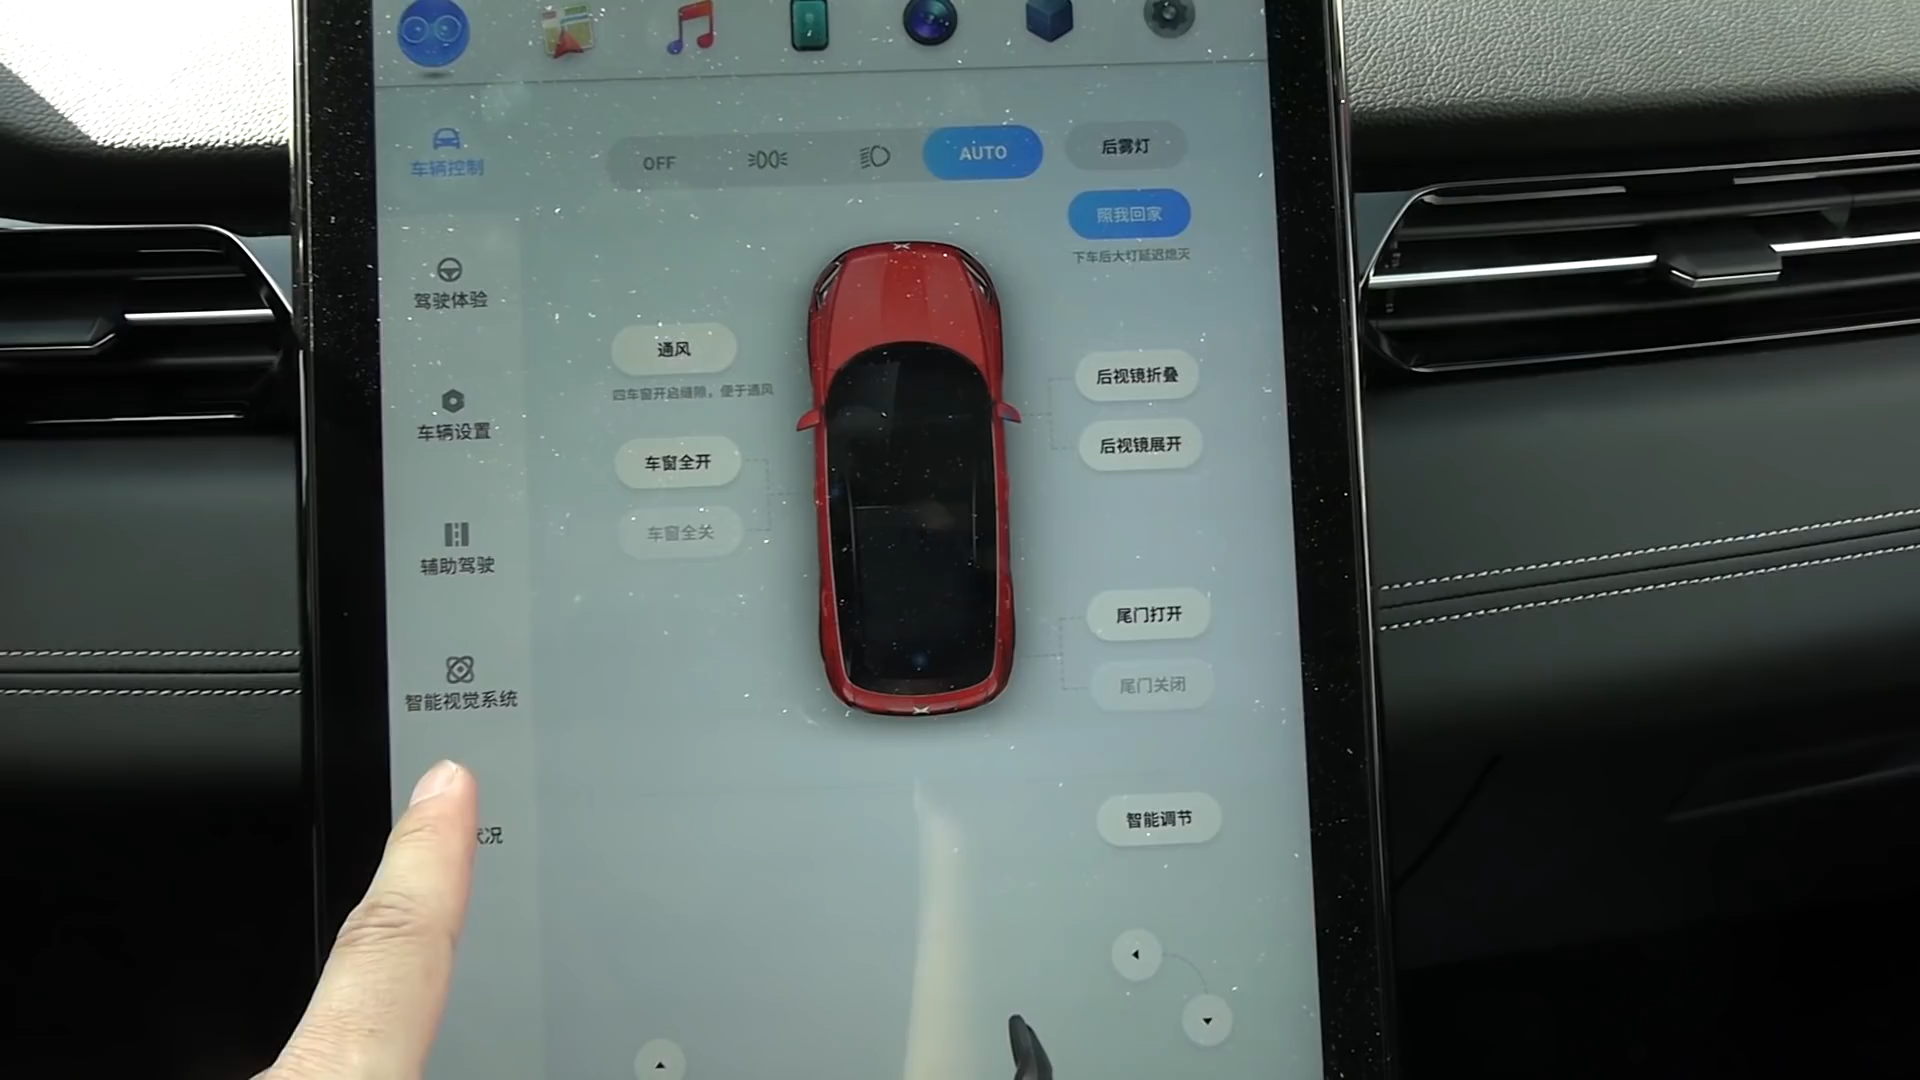 车辆控制
OFF
AUTO
后雾灯
照我回家
下车后大灯延迟熄灭
驾驶体验
通风
四车窗开启缝隙，便于通风
后视镜折叠
车辆设置
车窗全开
后视镜展开
车窗全关
辅助驾驶
尾门打开
智能视觉系统
尾门关闭
智能调节
况